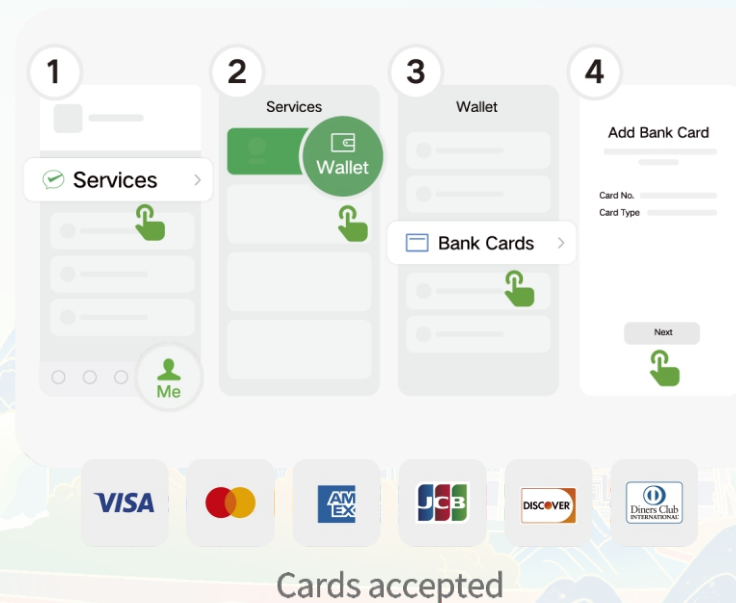 1
2
3
4
Services
Me
Services
Wallet
Wallet
Bank Cards
Add Bank Card
Card No.
Card Type
Next
VISA
AM
EX
JCB
DISCOVER
Diners Club
INTERNATIONAL
Cards accepted